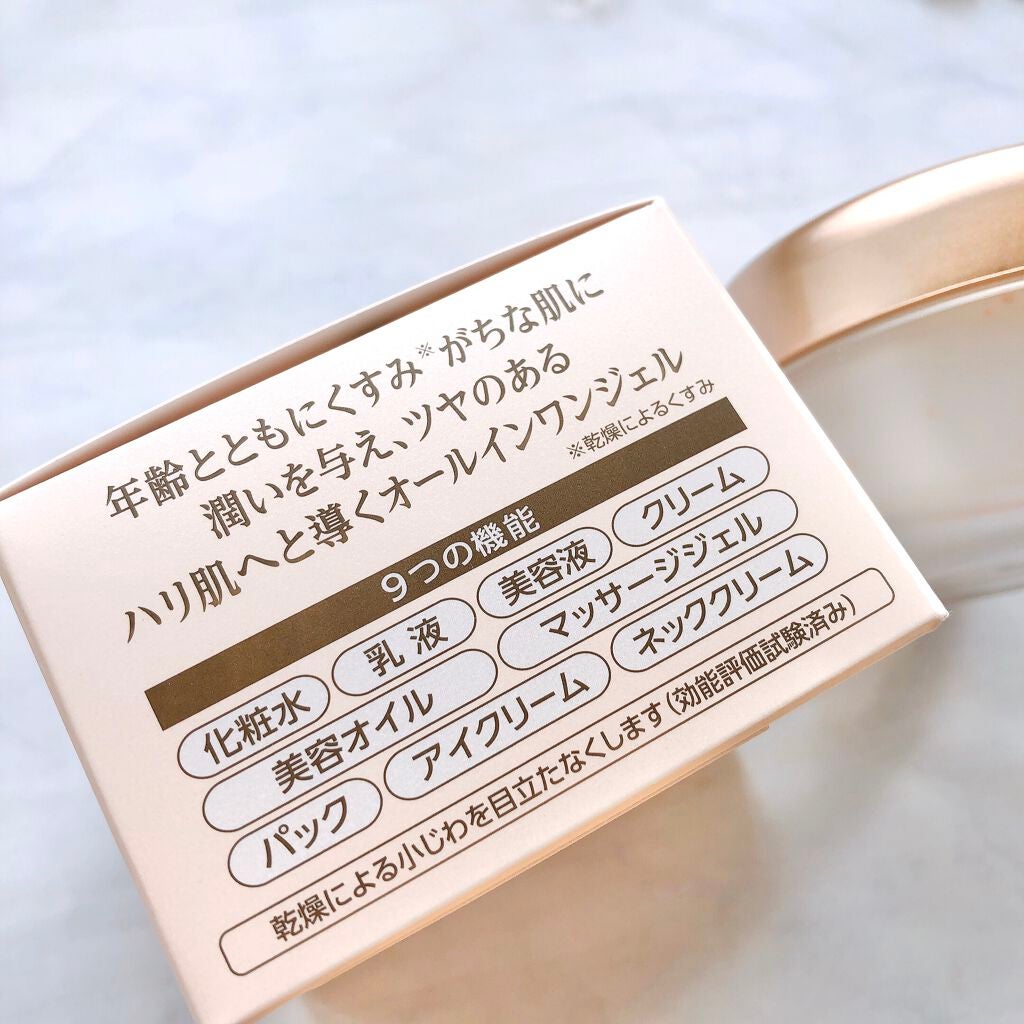 年齢とともにくすみ※がちな肌に
潤いを与え、ツヤのある
ハリ肌へと導くオールインワンジェル
※乾燥によるくすみ
9つの機能
化粧水 乳液 美容液 クリーム
美容オイル マッサージジェル
パック アイクリーム ネッククリーム
乾燥による小じわを目立たなくします(効能評価試験済み)